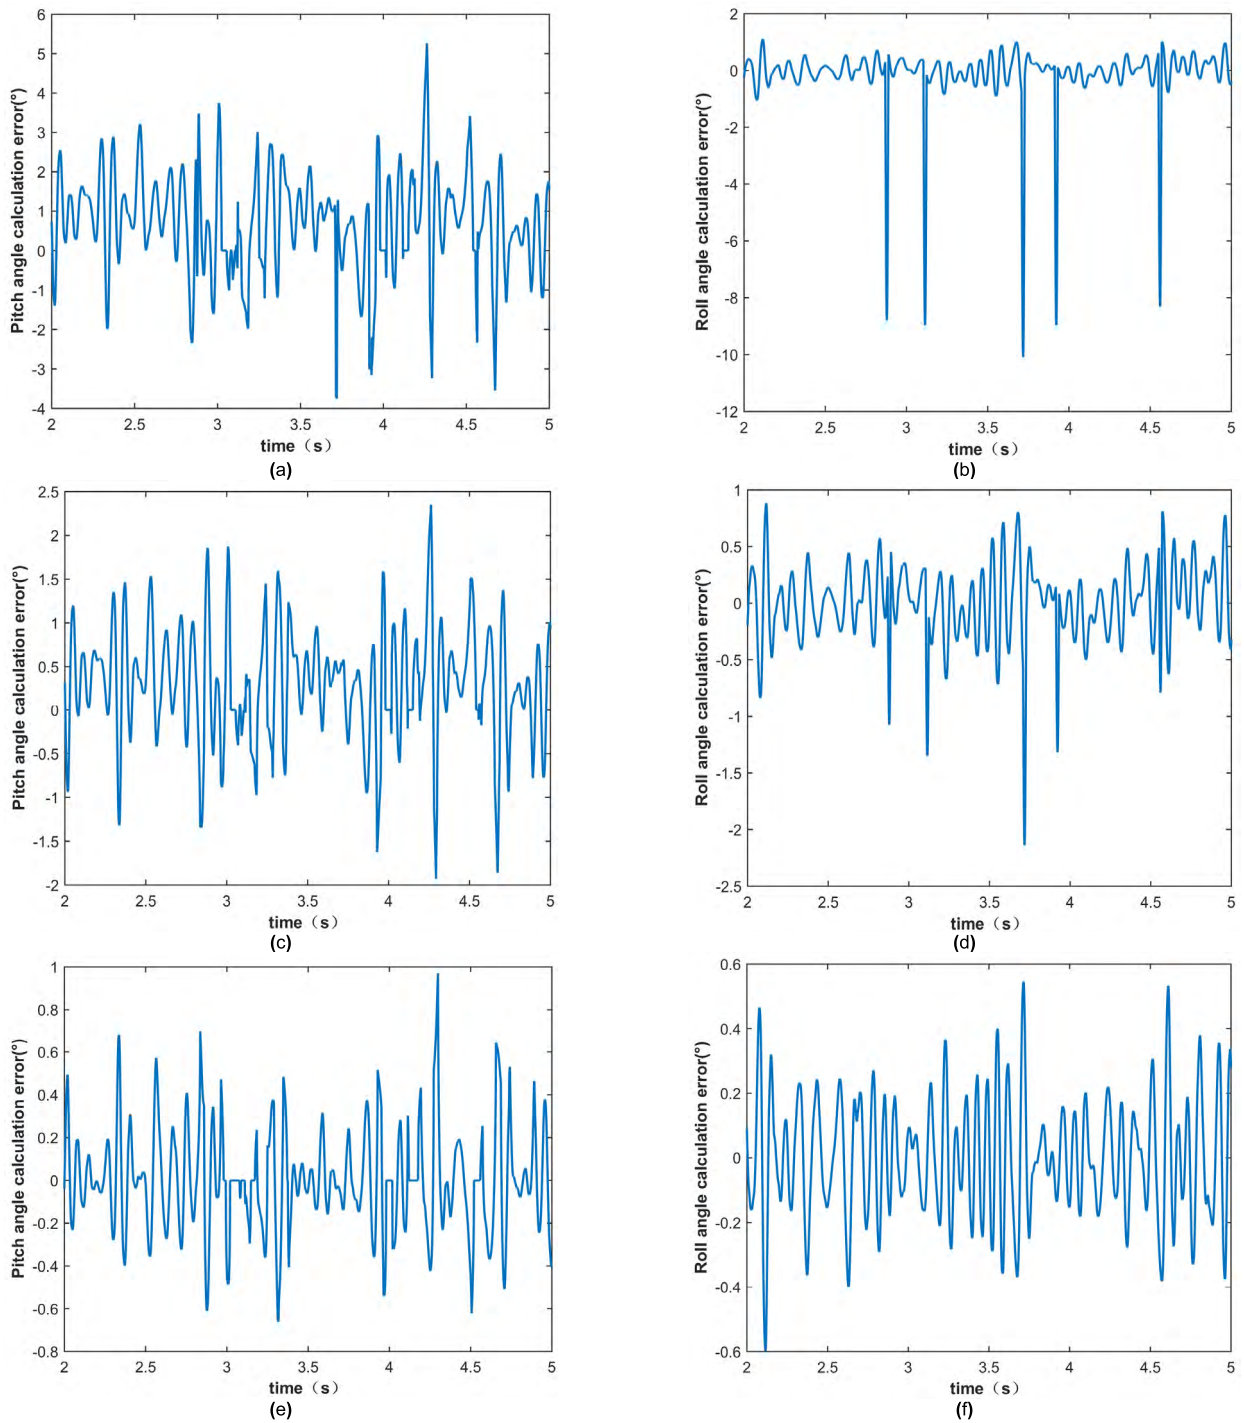 Pitch angle calculation error(°)
6
5
4
3
2
1
0
-1
-2
-3
-4
2 2.5 3 3.5 4 4.5 5
time（s）
(a)
Roll angle calculation error(°)
2
0
-2
-4
-6
-8
-10
-12
2 2.5 3 3.5 4 4.5 5
time（s）
(b)
Pitch angle calculation error(°)
2.5
2
1.5
1
0.5
0
-0.5
-1
-1.5
-2
2 2.5 3 3.5 4 4.5 5
time（s）
(c)
Roll angle calculation error(°)
1
0.5
0
-0.5
-1
-1.5
-2
-2.5
2 2.5 3 3.5 4 4.5 5
time（s）
(d)
Pitch angle calculation error(°)
1
0.8
0.6
0.4
0.2
0
-0.2
-0.4
-0.6
-0.8
2 2.5 3 3.5 4 4.5 5
time（s）
(e)
Roll angle calculation error(°)
0.6
0.4
0.2
0
-0.2
-0.4
-0.6
2 2.5 3 3.5 4 4.5 5
time（s）
(f)